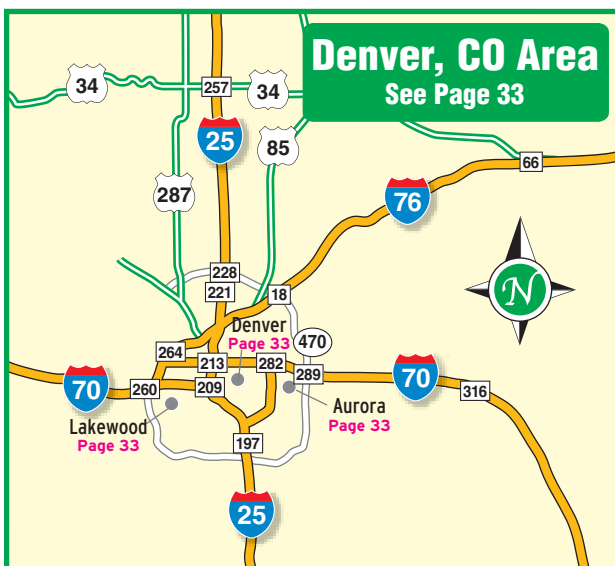 Denver, CO Area
See Page 33
34
257
34
25
85
66
287
76
228
221
18
Denver
Page 33
470
264
213
282
289
70
260
209
70
316
Lakewood
Page 33
Aurora
Page 33
197
25
N